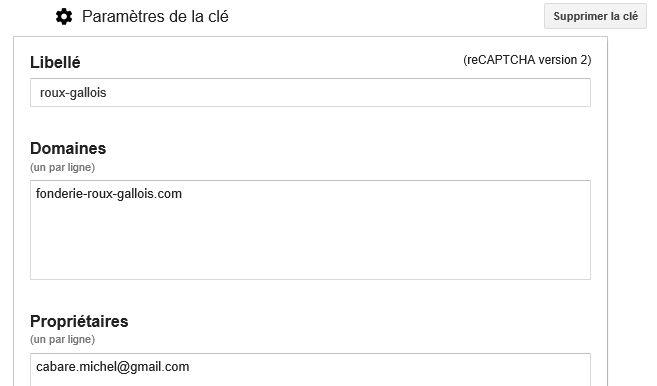 Paramètres de la clé
Supprimer la clé
Libellé
(reCAPTCHA version 2)
roux-gallois
Domaines
(un par ligne)
fonderie-roux-gallois.com
Propriétaires
(un par ligne)
cabare.michel@gmail.com